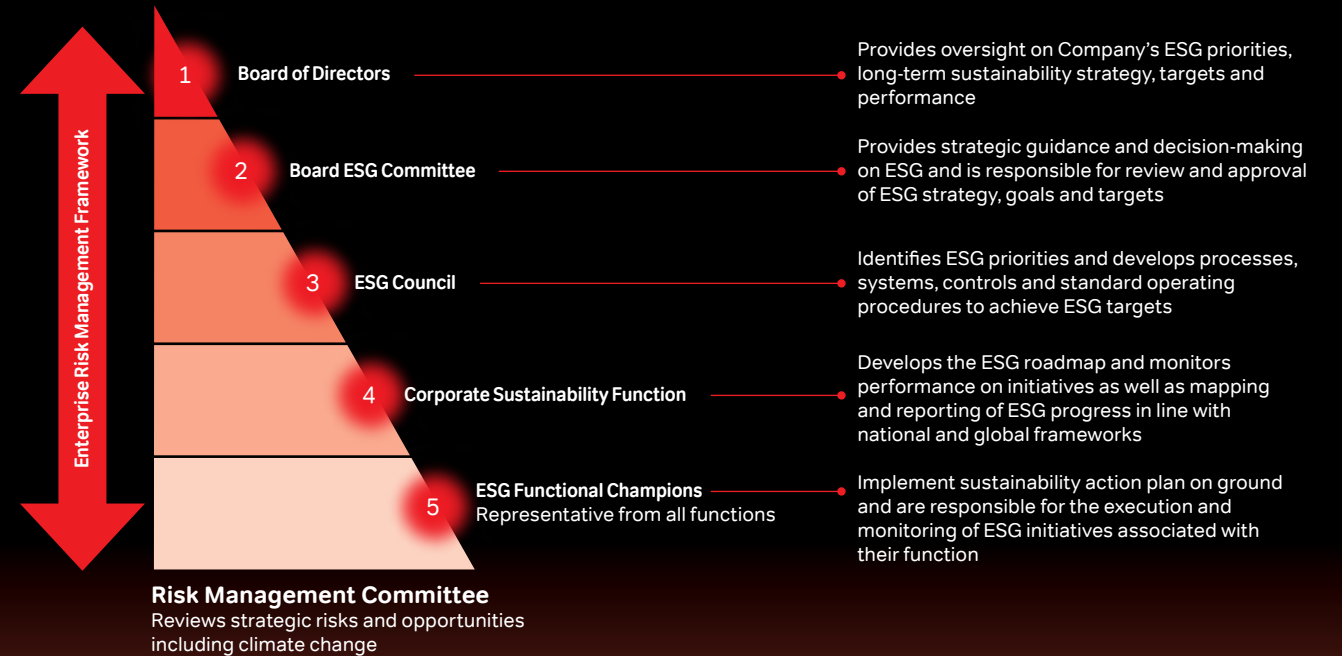 Enterprise Risk Management Framework
1
Board of Directors
Provides oversight on Company’s ESG priorities,
long-term sustainability strategy, targets and
performance
2
Board ESG Committee
Provides strategic guidance and decision-making
on ESG and is responsible for review and approval
of ESG strategy, goals and targets
3
ESG Council
Identifies ESG priorities and develops processes,
systems, controls and standard operating
procedures to achieve ESG targets
4
Corporate Sustainability Function
Develops the ESG roadmap and monitors
performance on initiatives as well as mapping
and reporting of ESG progress in line with
national and global frameworks
5
ESG Functional Champions
Representative from all functions
Implement sustainability action plan on ground
and are responsible for the execution and
monitoring of ESG initiatives associated with
their function
Risk Management Committee
Reviews strategic risks and opportunities
including climate change